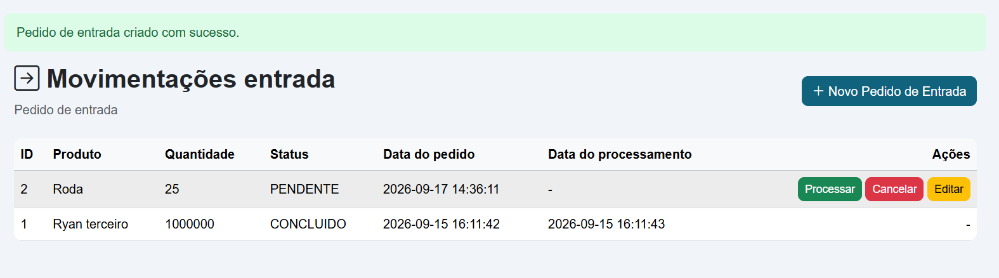 Pedido de entrada criado com sucesso.
Movimentações entrada
+ Novo Pedido de Entrada
Pedido de entrada
ID Produto Quantidade Status Data do pedido Data do processamento Ações
2 Roda 25 PENDENTE 2026-09-17 14:36:11 - Processar Cancelar Editar
1 Ryan terceiro 1000000 CONCLUIDO 2026-09-15 16:11:42 2026-09-15 16:11:43 -